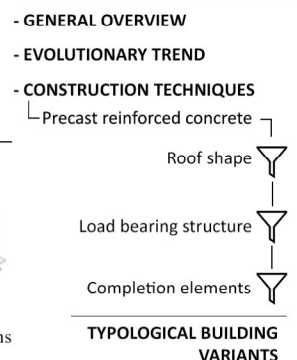 - GENERAL OVERVIEW
- EVOLUTIONARY TREND
- CONSTRUCTION TECHNIQUES
Precast reinforced concrete
Roof shape
Load bearing structure
Completion elements
TYPOLOGICAL BUILDING
VARIANTS